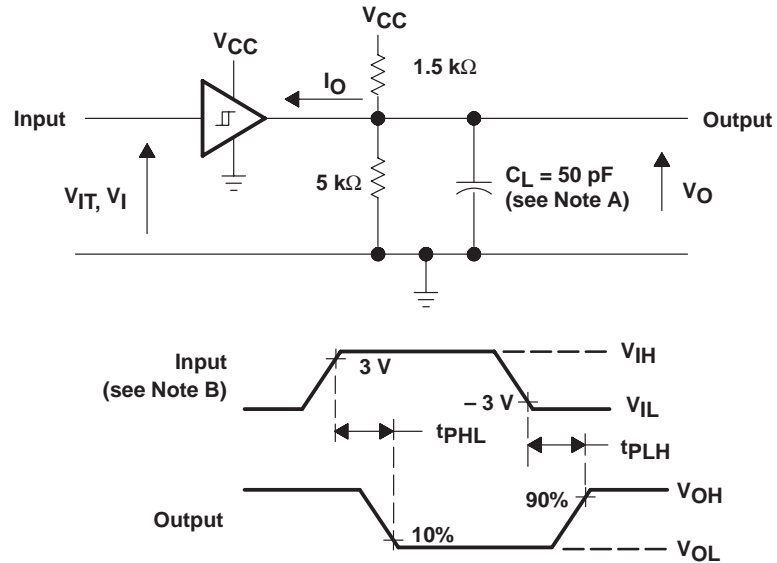 VCC
VCC
1.5 kΩ
IO
Input
Output
VIT, VI
5 kΩ
CL = 50 pF
(see Note A)
VO
Input
(see Note B)
3 V
VIH
– 3 V
VIL
tPHL
tPLH
90%
VOH
Output
10%
VOL